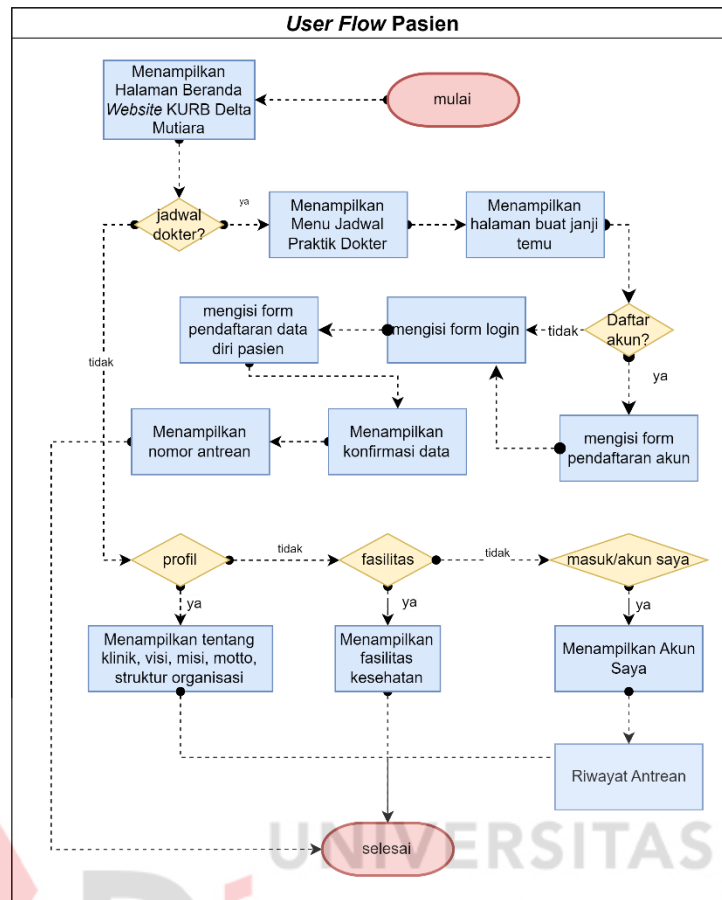 User Flow Pasien
Menampilkan
Halaman Beranda
Website KURB Delta
Mutiara
mulai
jadwal
dokter?
ya
Menampilkan
Menu Jadwal
Praktik Dokter
Menampilkan
halaman buat janji
temu
Daftar
akun?
tidak
mengisi form login
mengisi form
pendaftaran data
diri pasien
ya
mengisi form
pendaftaran akun
Menampilkan
konfirmasi data
Menampilkan
nomor antrean
tidak
profil
tidak
fasilitas
tidak
masuk/akun saya
ya
ya
ya
Menampilkan tentang
klinik, visi, misi, motto,
struktur organisasi
Menampilkan
fasilitas
kesehatan
Menampilkan Akun
Saya
Riwayat Antrean
selesai
UNIVERSITAS